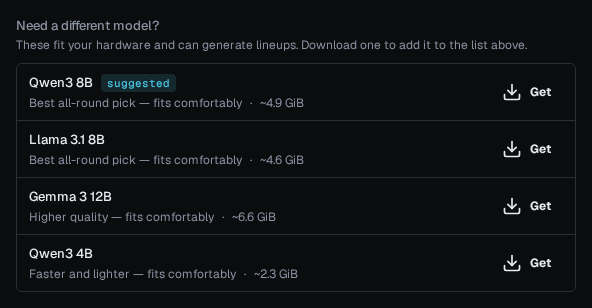 Need a different model?
These fit your hardware and can generate lineups. Download one to add it to the list above.
Qwen3 8B suggested
Best all-round pick — fits comfortably · ~4.9 GiB
Get
Llama 3.1 8B
Best all-round pick — fits comfortably · ~4.6 GiB
Get
Gemma 3 12B
Higher quality — fits comfortably · ~6.6 GiB
Get
Qwen3 4B
Faster and lighter — fits comfortably · ~2.3 GiB
Get